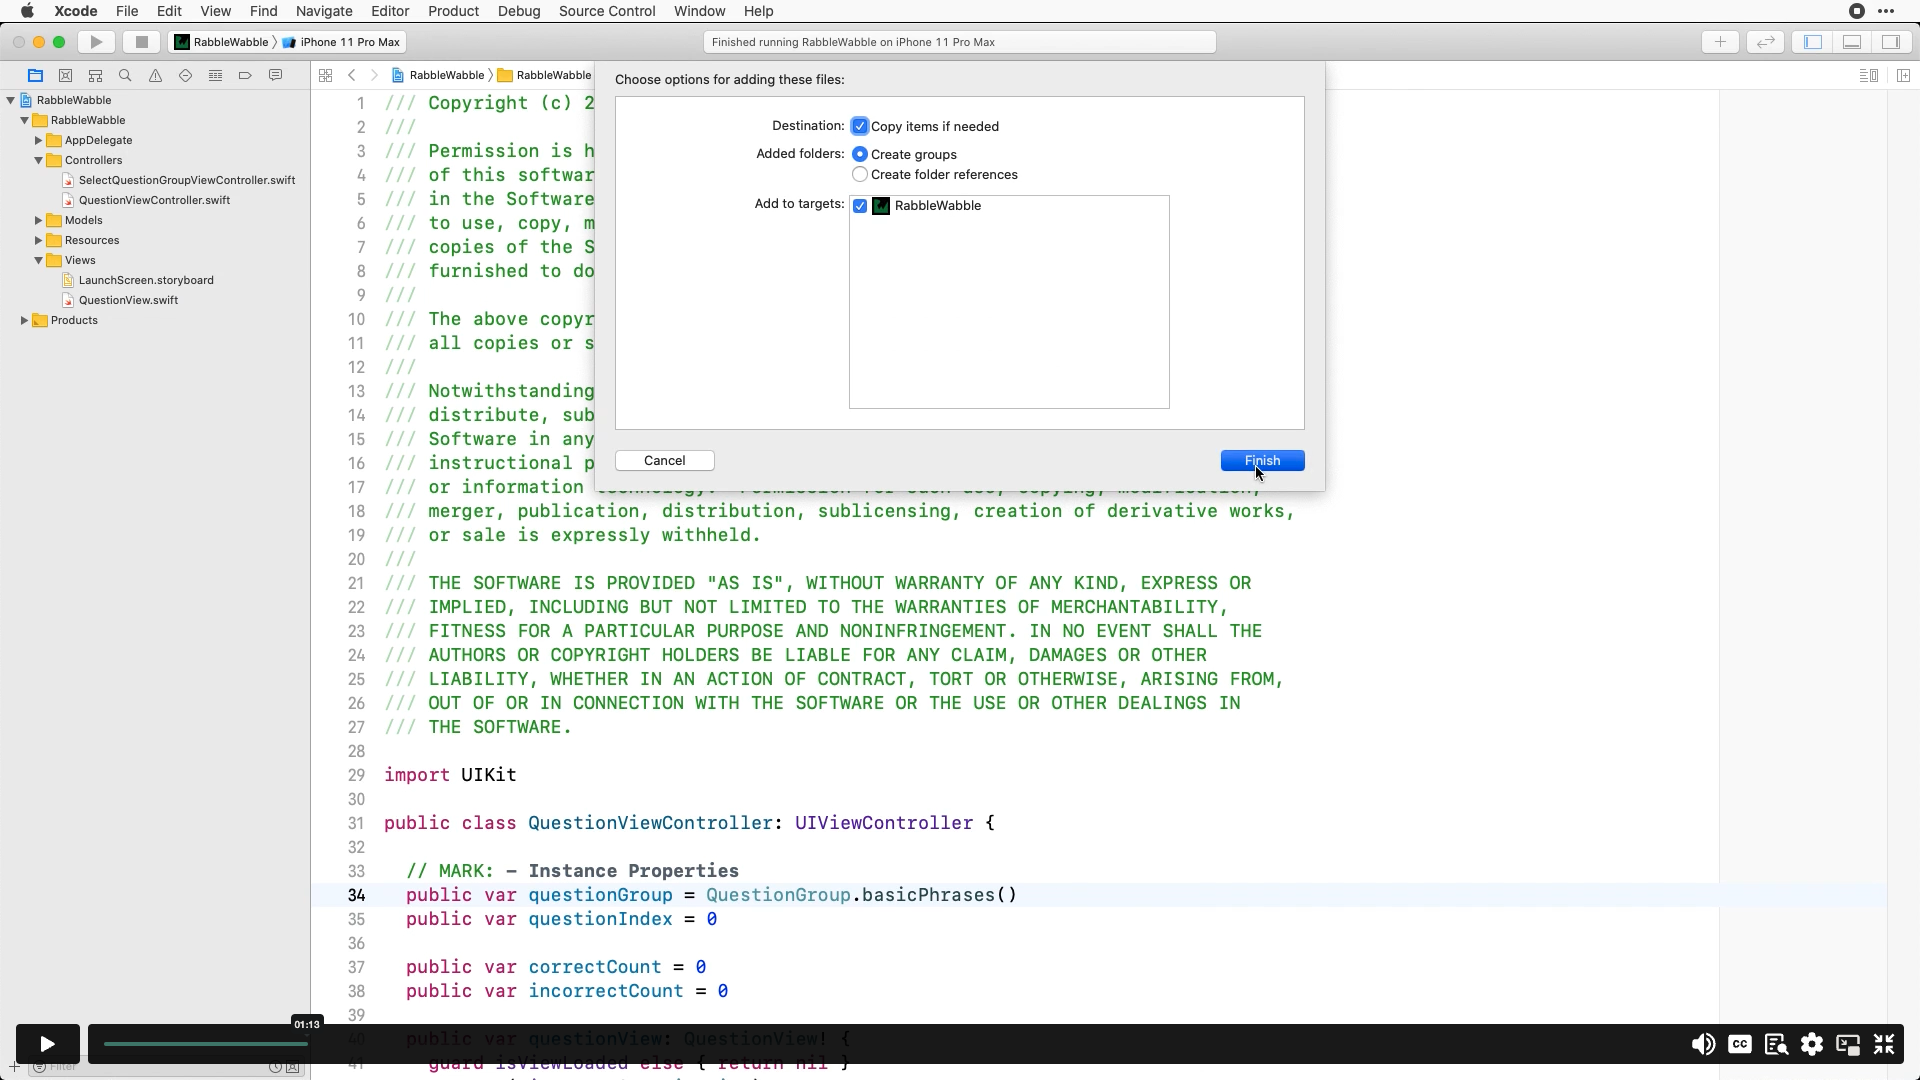 Xcode File Edit View Find Navigate Editor Product Debug Source Control Window Help
RabbleWabble iPhone 11 Pro Max
Finished running RabbleWabble on iPhone 11 Pro Max
RabbleWabble RabbleWabble
RabbleWabble
RabbleWabble
AppDelegate
Controllers
SelectQuestionGroupViewController.swift
QuestionViewController.swift
Models
Resources
Views
LaunchScreen.storyboard
QuestionView.swift
Products
Filter
Choose options for adding these files:
Destination: Copy items if needed
Added folders: Create groups
Create folder references
Add to targets: RabbleWabble
Cancel Finish
1 /// Copyright (c) 2
2 ///
3 /// Permission is h
4 /// of this softwar
5 /// in the Software
6 /// to use, copy, m
7 /// copies of the S
8 /// furnished to do
9 ///
10 /// The above copyr
11 /// all copies or s
12 ///
13 /// Notwithstanding
14 /// distribute, sub
15 /// Software in any
16 /// instructional p
17 /// or information technology. Permission for such use, copying, modification,
18 /// merger, publication, distribution, sublicensing, creation of derivative works,
19 /// or sale is expressly withheld.
20 ///
21 /// THE SOFTWARE IS PROVIDED "AS IS", WITHOUT WARRANTY OF ANY KIND, EXPRESS OR
22 /// IMPLIED, INCLUDING BUT NOT LIMITED TO THE WARRANTIES OF MERCHANTABILITY,
23 /// FITNESS FOR A PARTICULAR PURPOSE AND NONINFRINGEMENT. IN NO EVENT SHALL THE
24 /// AUTHORS OR COPYRIGHT HOLDERS BE LIABLE FOR ANY CLAIM, DAMAGES OR OTHER
25 /// LIABILITY, WHETHER IN AN ACTION OF CONTRACT, TORT OR OTHERWISE, ARISING FROM,
26 /// OUT OF OR IN CONNECTION WITH THE SOFTWARE OR THE USE OR OTHER DEALINGS IN
27 /// THE SOFTWARE.
28
29 import UIKit
30
31 public class QuestionViewController: UIViewController {
32
33 // MARK: – Instance Properties
34 public var questionGroup = QuestionGroup.basicPhrases()
35 public var questionIndex = 0
36
37 public var correctCount = 0
38 public var incorrectCount = 0
39
40 public var questionView: QuestionView! {
41 guard isViewLoaded else { return nil }
01:13
CC